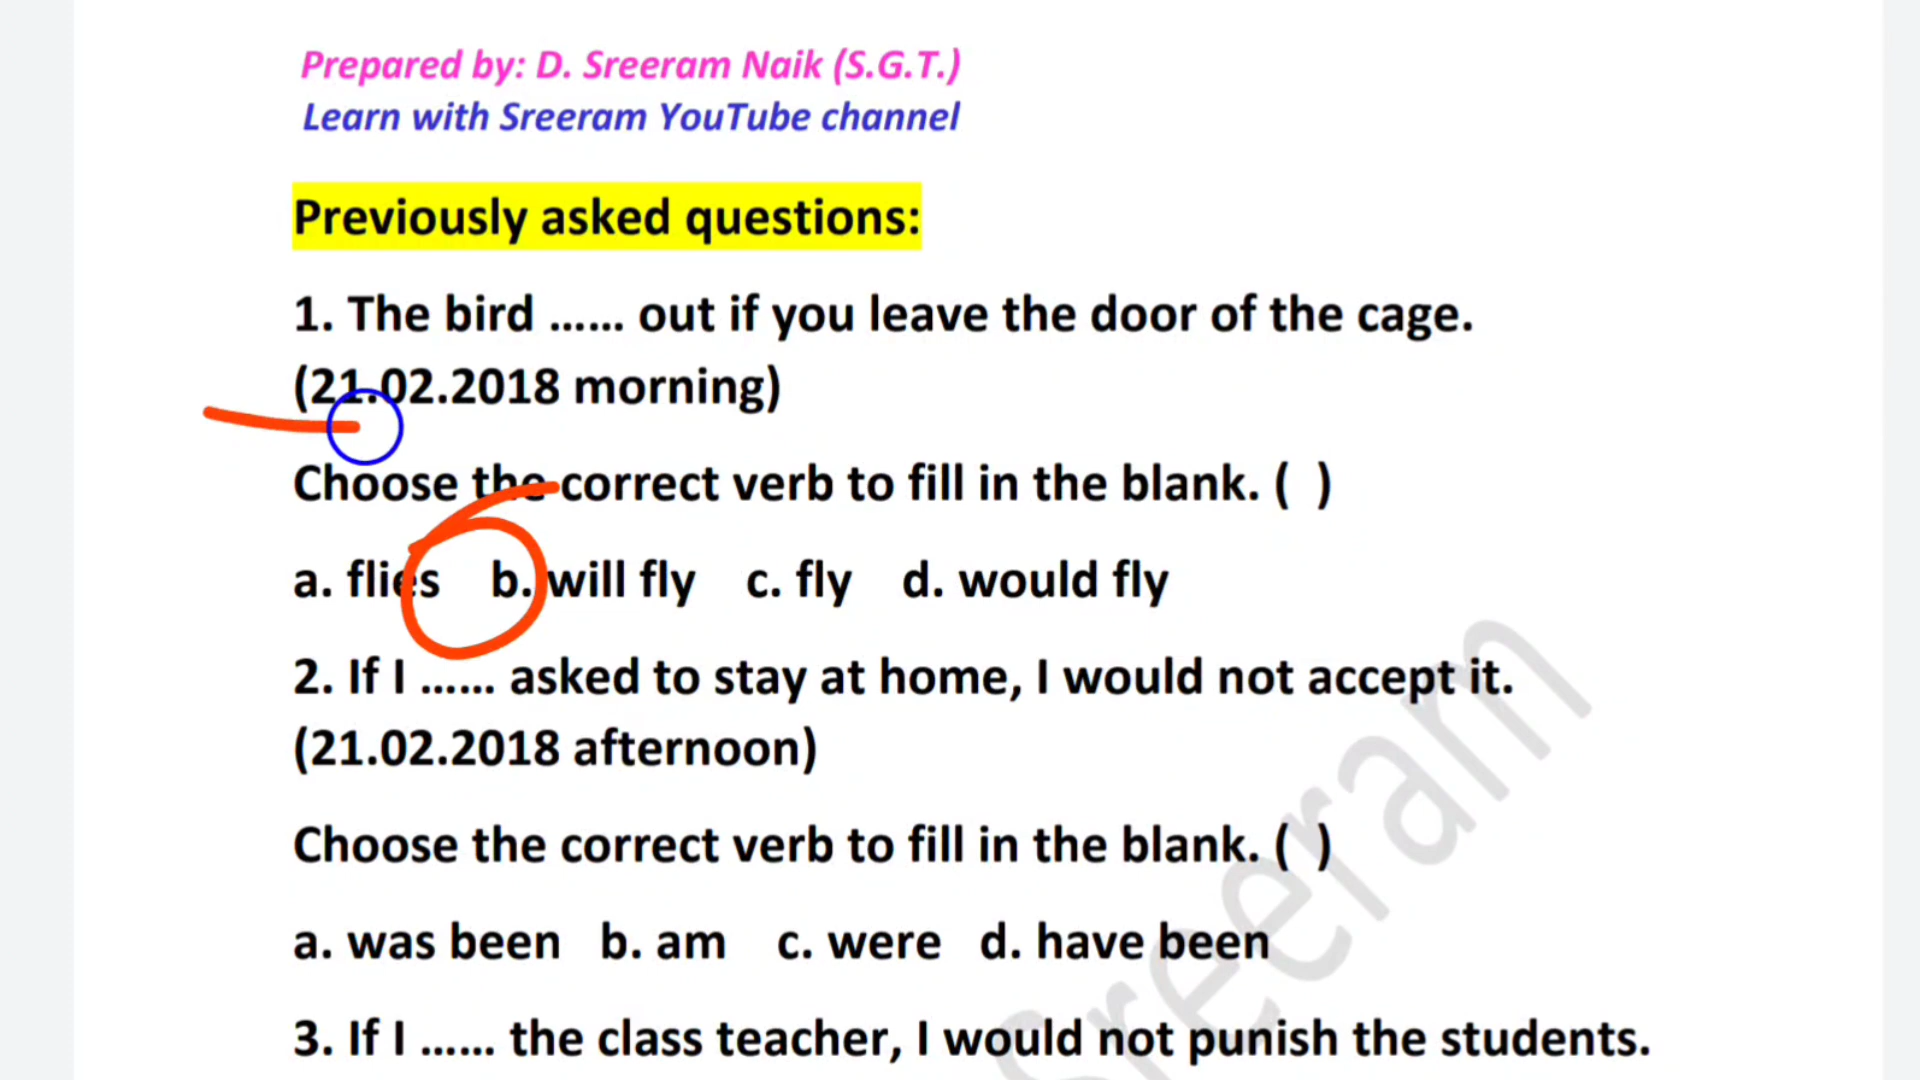 Prepared by: D. Sreeram Naik (S.G.T.)
Learn with Sreeram YouTube channel
Previously asked questions:
1. The bird ...... out if you leave the door of the cage.
(21.02.2018 morning)
Choose the correct verb to fill in the blank. ( )
a. flies b. will fly c. fly d. would fly
2. If I ...... asked to stay at home, I would not accept it.
(21.02.2018 afternoon)
Choose the correct verb to fill in the blank. ( )
a. was been b. am c. were d. have been
3. If I ...... the class teacher, I would not punish the students.
Sreeram